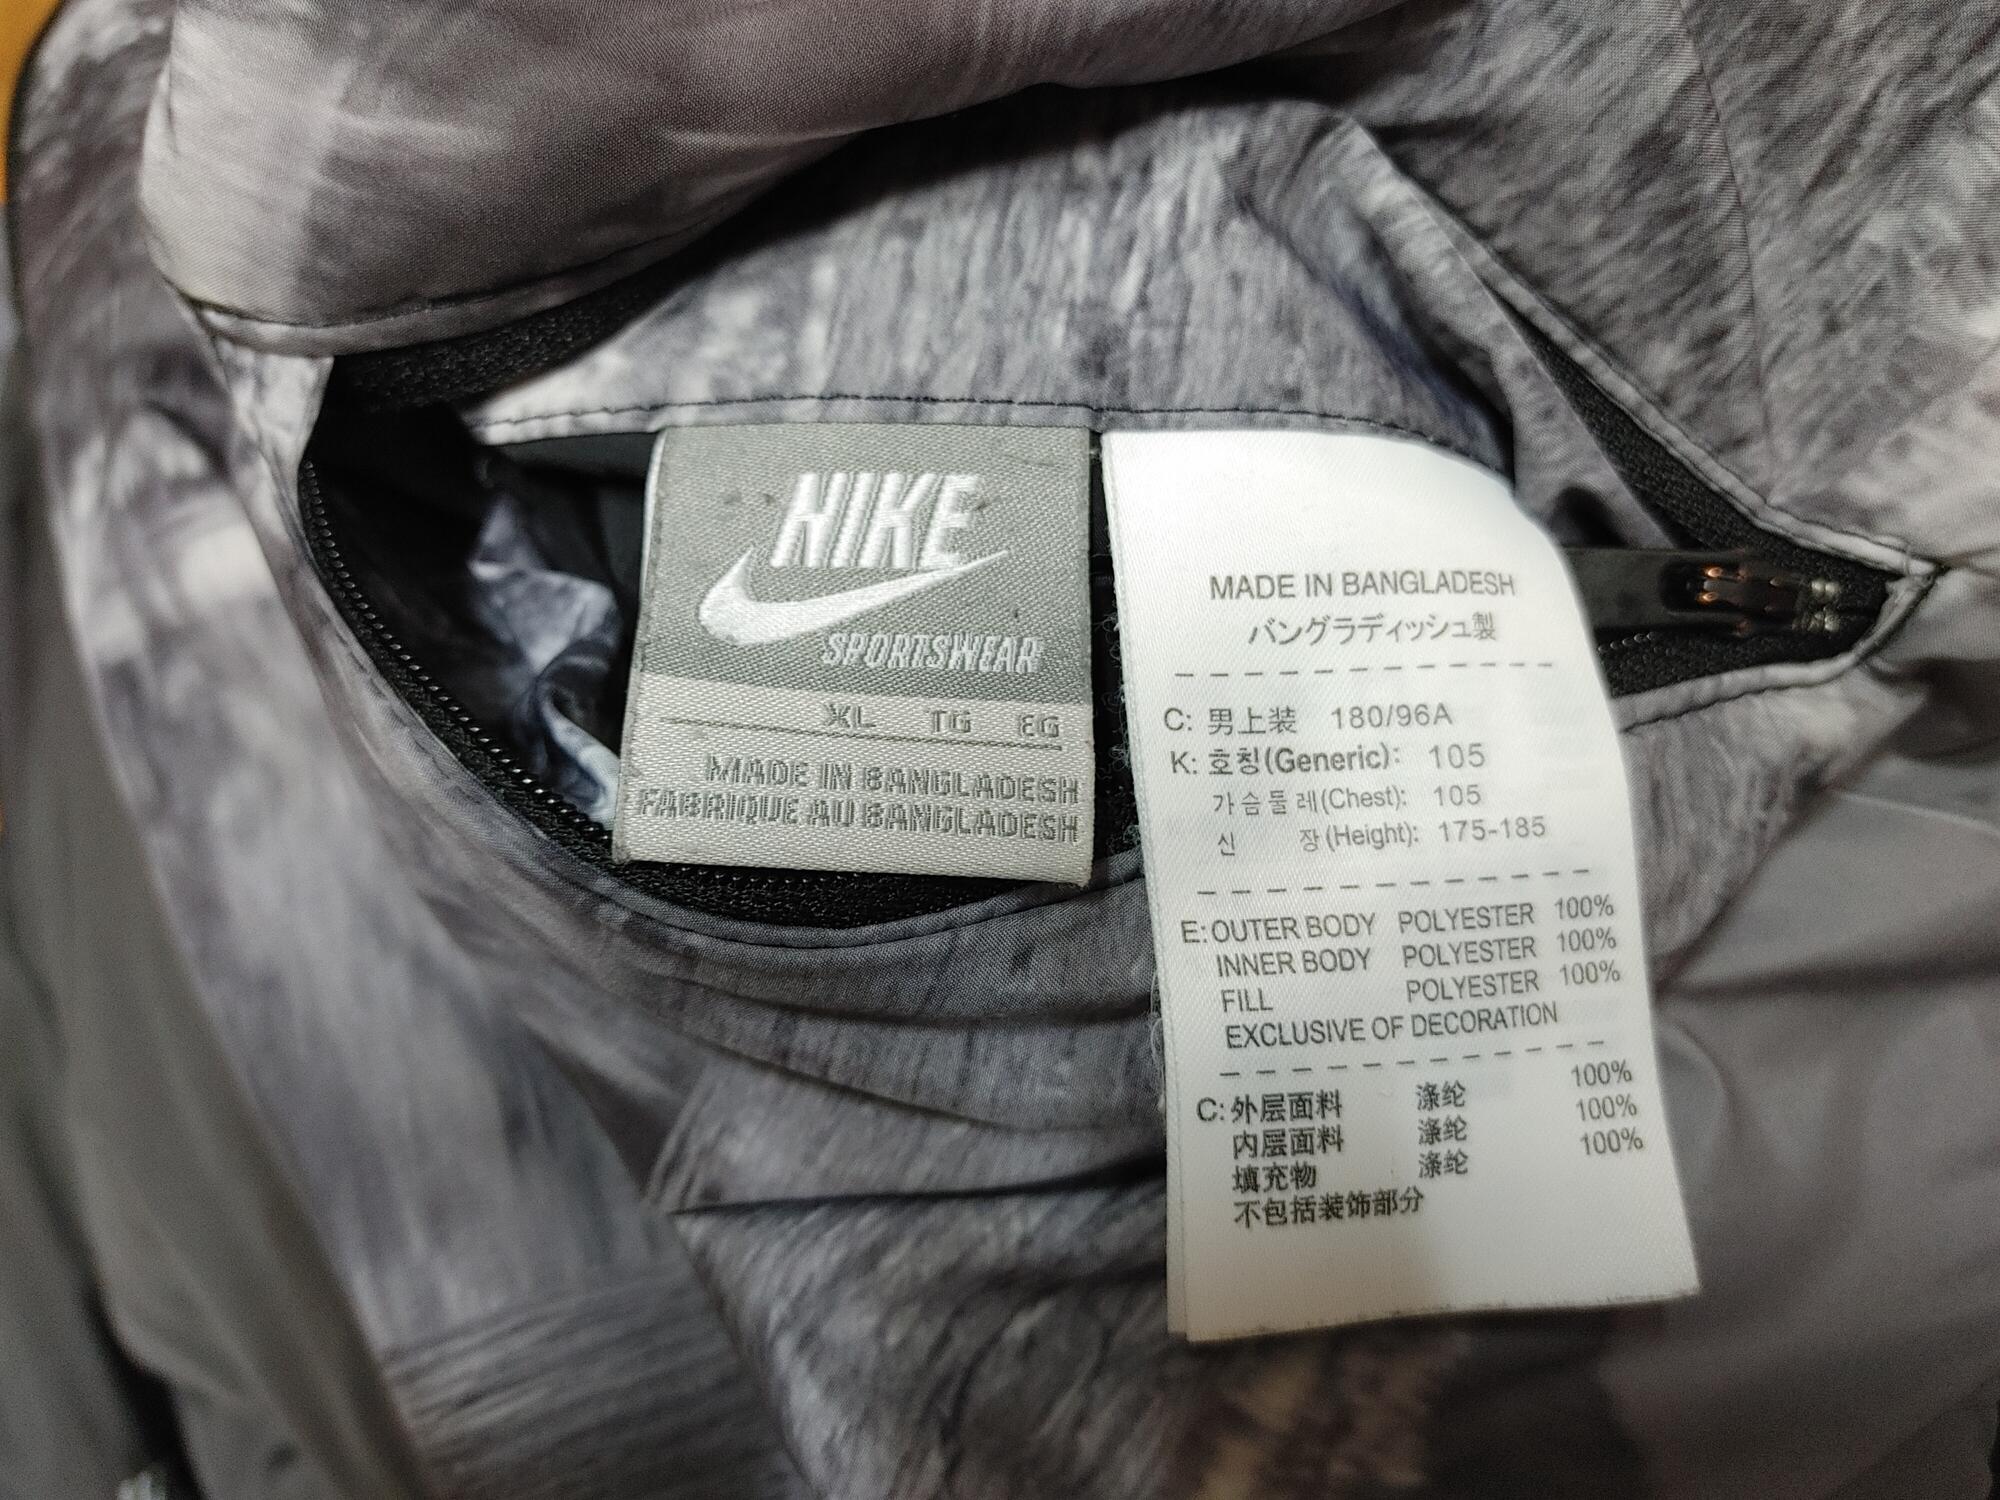 NIKE
SPORTSWEAR
XL TG EG
MADE IN BANGLADESH
FABRIQUE AU BANGLADESH
MADE IN BANGLADESH
バングラディッシュ製
C: 男上装 180/96A
K: 호칭(Generic): 105
가슴둘레(Chest): 105
신 장(Height): 175-185
E: OUTER BODY POLYESTER 100%
INNER BODY POLYESTER 100%
FILL POLYESTER 100%
EXCLUSIVE OF DECORATION
C: 外层面料 涤纶 100%
内层面料 涤纶 100%
填充物 涤纶 100%
不包括装饰部分